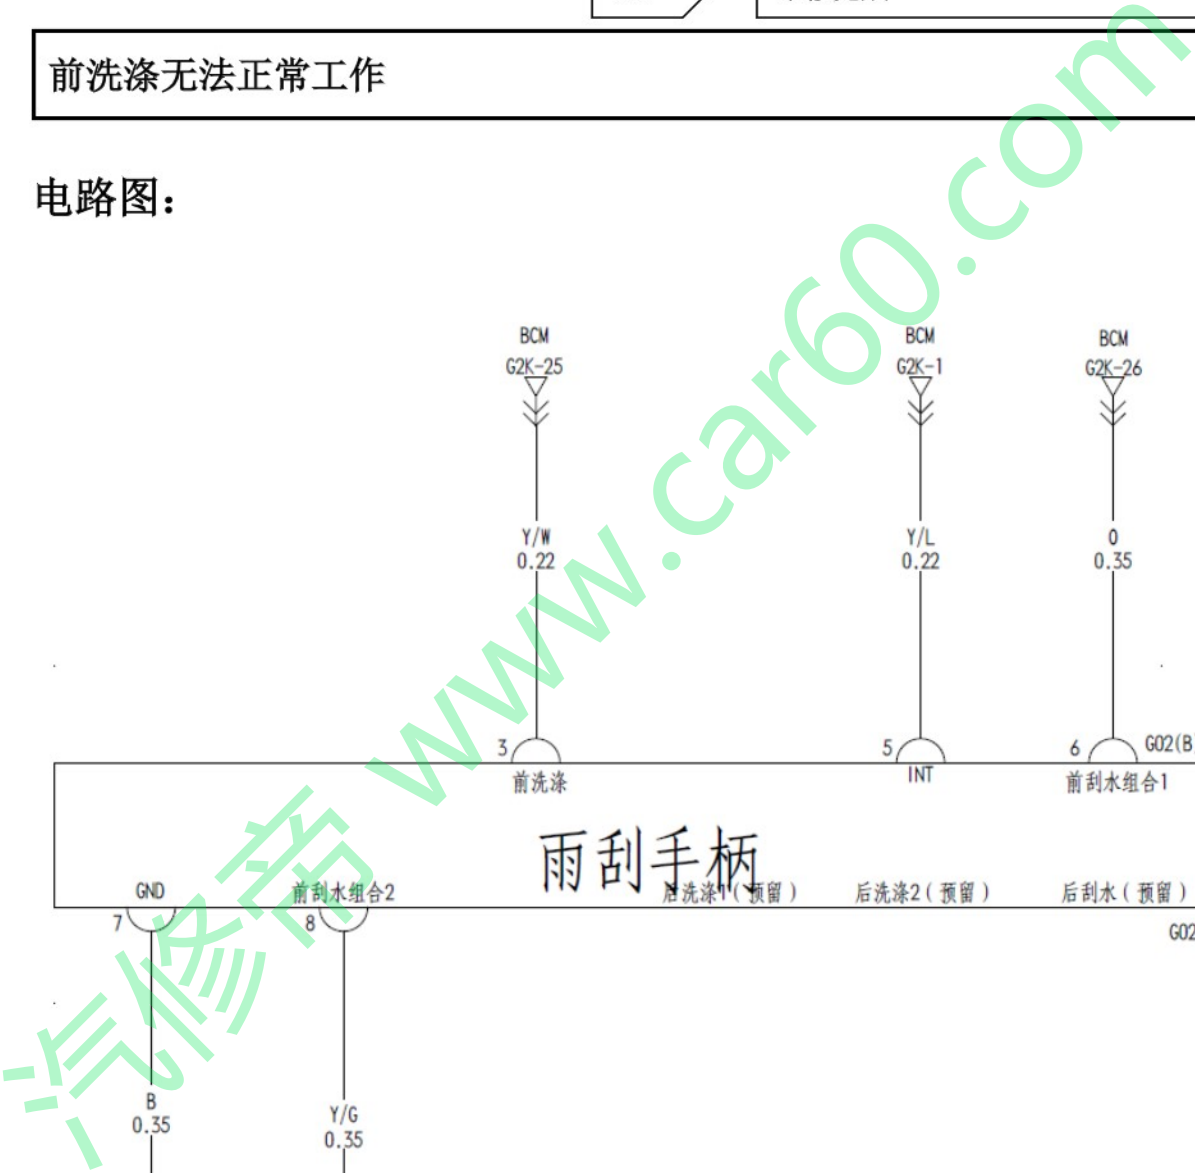 前洗涤无法正常工作
电路图：
BCM BCM BCM
G2K-25 G2K-1 G2K-26
Y/W Y/L O
0.22 0.22 0.35
3 5 6 G02(B
前洗涤 INT 前刮水组合1
雨刮手柄
GND 前刮水组合2 后洗涤1(预留) 后洗涤2(预留) 后刮水(预留)
7 8 G02
B Y/G
0.35 0.35
汽修帝 www.car60.com